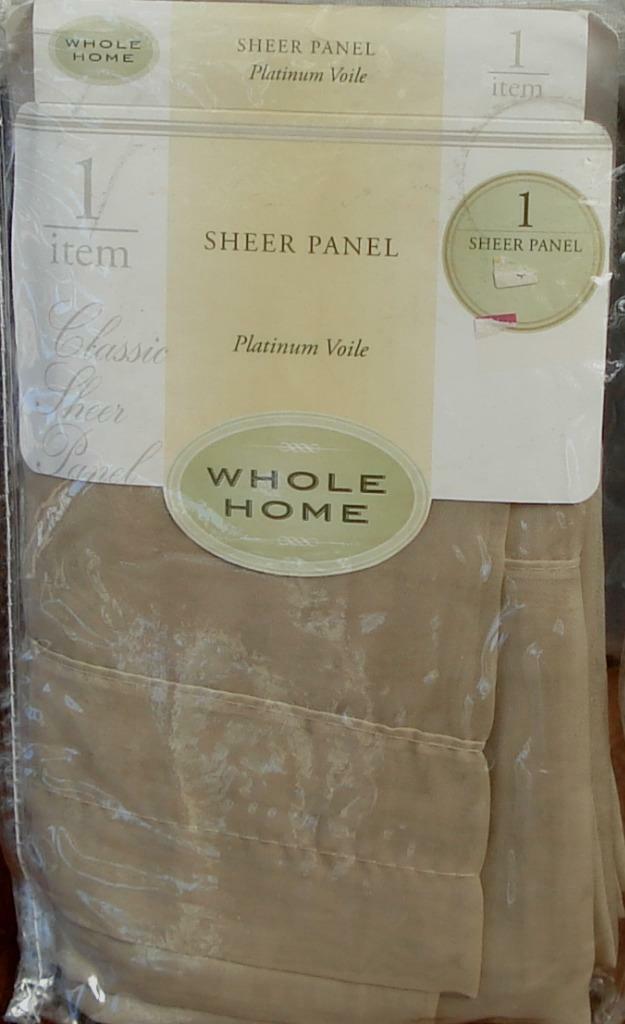 WHOLE
HOME
SHEER PANEL
Platinum Voile
1
item
1
item
SHEER PANEL
1
SHEER PANEL
Platinum Voile
Classic
Sheer
Panel
WHOLE
HOME